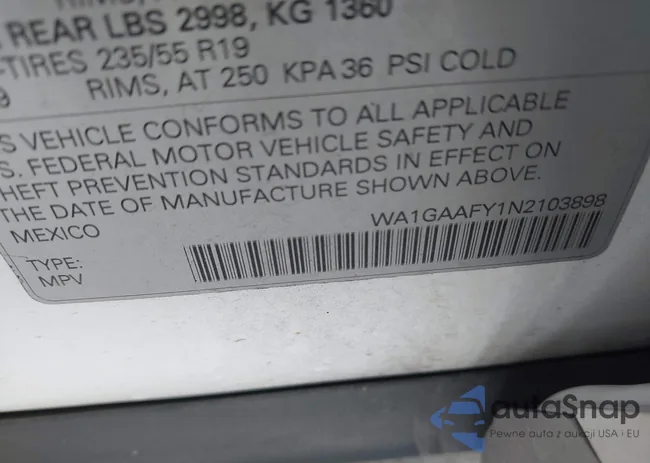 REAR LBS 2998, KG 1360
-TIRES 235/55 R19
RIMS, AT 250 KPA 36 PSI COLD
S VEHICLE CONFORMS TO ALL APPLICABLE
S. FEDERAL MOTOR VEHICLE SAFETY AND
HEFT PREVENTION STANDARDS IN EFFECT ON
THE DATE OF MANUFACTURE SHOWN ABOVE.
MEXICO
WA1GAAFY1N2103898
TYPE:
MPV
autoSnap
Pewne auta z aukcji USA i EU